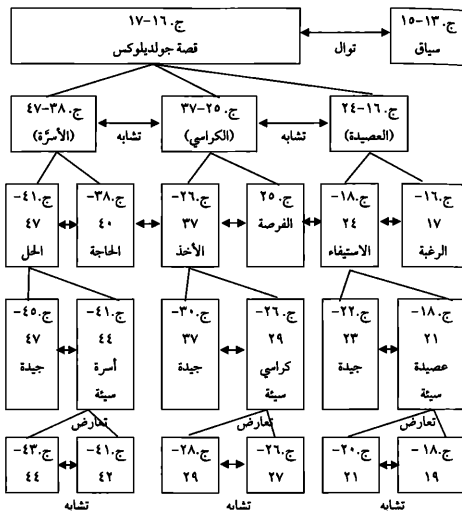 ج.١٣-١٥
سياق
توال
ج.١٦-١٧
قصة جولديلوكس
ج.١٦-٢٤
(العصيدة)
تشابه
ج.٢٥-٣٧
(الكراسي)
تشابه
ج.٣٨-٤٧
(الأسرَّة)
ج.١٦-
١٧
الرغبة
ج.١٨-
٢٤
الاستيفاء
ج.٢٥
الفرصة
ج.٢٦-
٣٧
الأخذ
ج.٣٨-
٤٠
الحاجة
ج.٤١-
٤٧
الحل
ج.١٨-
٢١
عصيدة
سيئة
ج.٢٢-
٢٣
جيدة
ج.٢٦-
٢٩
كراسي
سيئة
ج.٣٠-
٣٧
جيدة
ج.٤١-
٤٤
أسرة
سيئة
ج.٤٥-
٤٧
جيدة
تعارض
تعارض
تعارض
ج.١٨-
١٩
ج.٢٠-
٢١
ج.٢٦-
٢٧
ج.٢٨-
٢٩
ج.٤١-
٤٢
ج.٤٣-
٤٤
تشابه
تشابه
تشابه